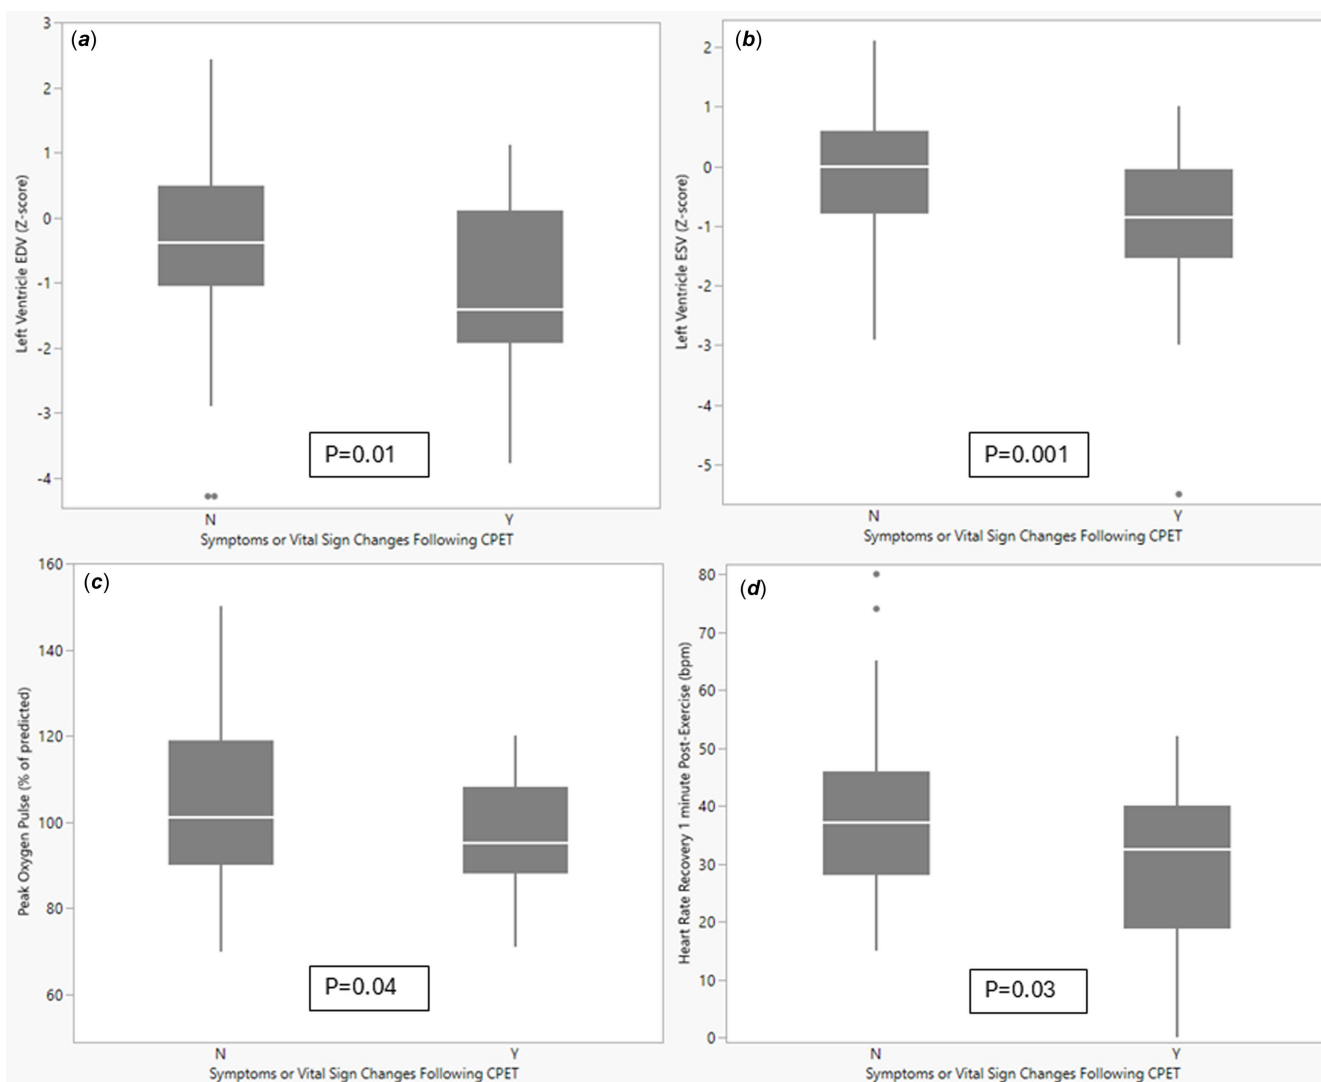 (a)
Left Ventricle EDV (Z-score)
3
2
1
0
-1
-2
-3
-4
P=0.01
N Y
Symptoms or Vital Sign Changes Following CPET
(b)
Left Ventricle ESV (Z-score)
2
1
0
-1
-2
-3
-4
-5
P=0.001
N Y
Symptoms or Vital Sign Changes Following CPET
(c)
Peak Oxygen Pulse (% of predicted)
160
140
120
100
80
60
P=0.04
N Y
Symptoms or Vital Sign Changes Following CPET
(d)
Heart Rate Recovery 1 minute Post-Exercise (bpm)
80
70
60
50
40
30
20
10
0
P=0.03
N Y
Symptoms or Vital Sign Changes Following CPET